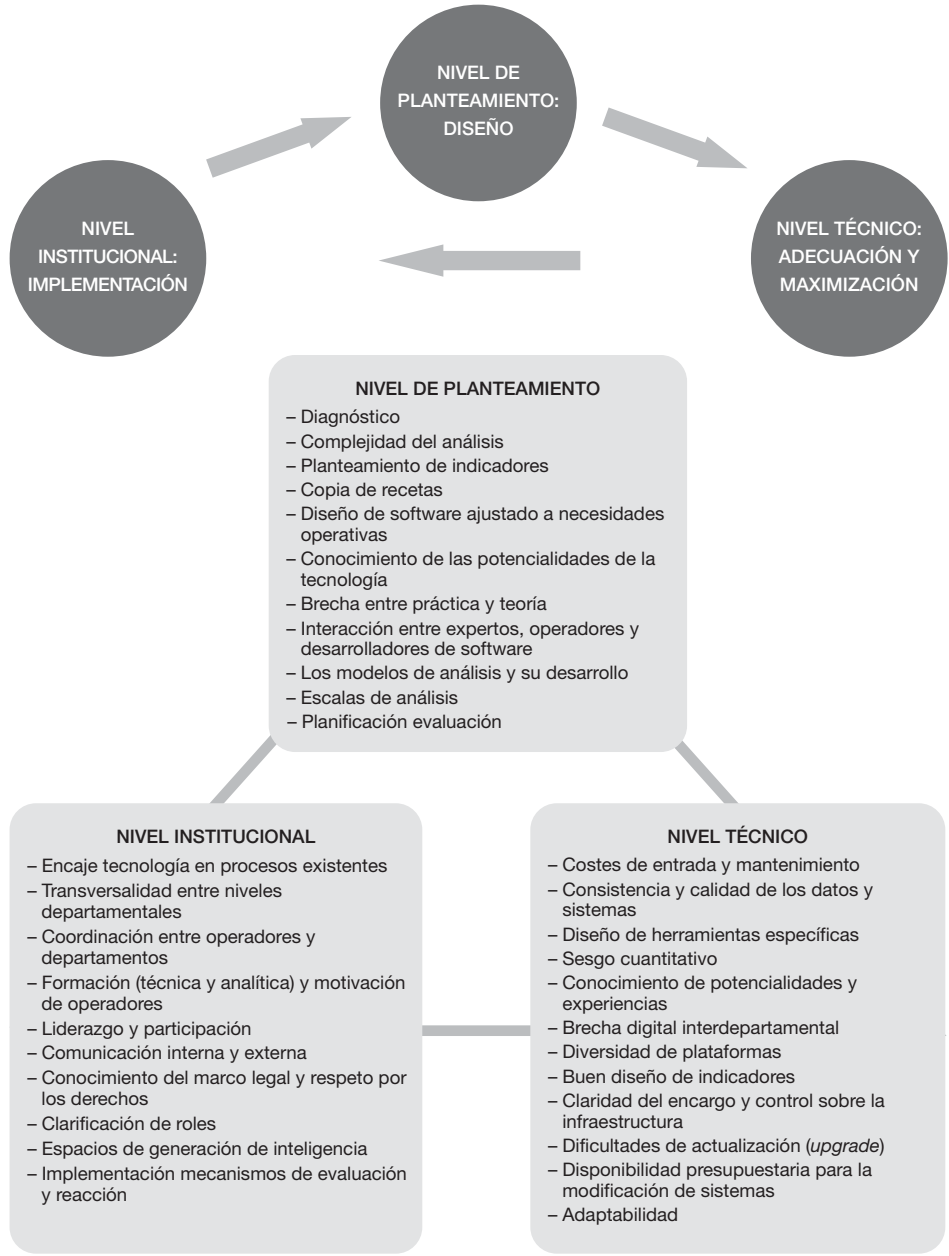 NIVEL DE
PLANTEAMIENTO:
DISEÑO
NIVEL
INSTITUCIONAL:
IMPLEMENTACIÓN
NIVEL TÉCNICO:
ADECUACIÓN Y
MAXIMIZACIÓN
NIVEL DE PLANTEAMIENTO
– Diagnóstico
– Complejidad del análisis
– Planteamiento de indicadores
– Copia de recetas
– Diseño de software ajustado a necesidades
operativas
– Conocimiento de las potencialidades de la
tecnología
– Brecha entre práctica y teoría
– Interacción entre expertos, operadores y
desarrolladores de software
– Los modelos de análisis y su desarrollo
– Escalas de análisis
– Planificación evaluación
NIVEL INSTITUCIONAL
– Encaje tecnología en procesos existentes
– Transversalidad entre niveles
departamentales
– Coordinación entre operadores y
departamentos
– Formación (técnica y analítica) y motivación
de operadores
– Liderazgo y participación
– Comunicación interna y externa
– Conocimiento del marco legal y respeto por
los derechos
– Clarificación de roles
– Espacios de generación de inteligencia
– Implementación mecanismos de evaluación
y reacción
NIVEL TÉCNICO
– Costes de entrada y mantenimiento
– Consistencia y calidad de los datos y
sistemas
– Diseño de herramientas específicas
– Sesgo cuantitativo
– Conocimiento de potencialidades y
experiencias
– Brecha digital interdepartamental
– Diversidad de plataformas
– Buen diseño de indicadores
– Claridad del encargo y control sobre la
infraestructura
– Dificultades de actualización (upgrade)
– Disponibilidad presupuestaria para la
modificación de sistemas
– Adaptabilidad